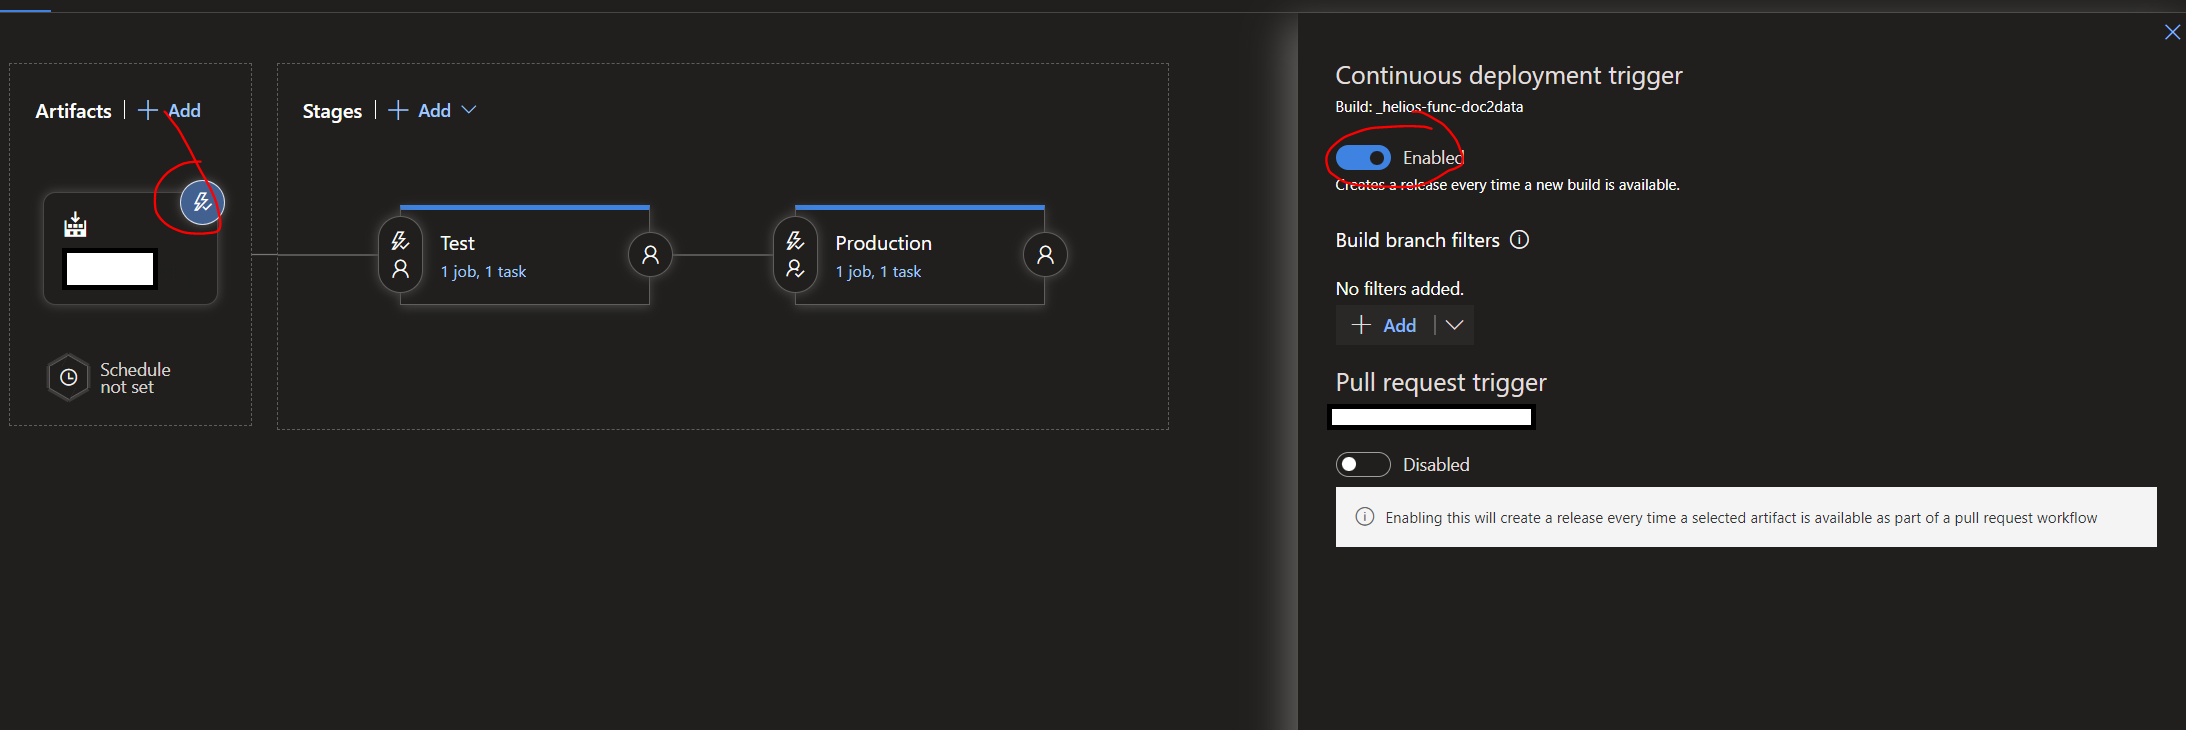 Artifacts | + Add
Schedule
not set
Stages | + Add
Test
1 job, 1 task
Production
1 job, 1 task
Continuous deployment trigger
Build: _helios-func-doc2data
Enabled
Creates a release every time a new build is available.
Build branch filters
No filters added.
+ Add
Pull request trigger
Disabled
Enabling this will create a release every time a selected artifact is available as part of a pull request workflow